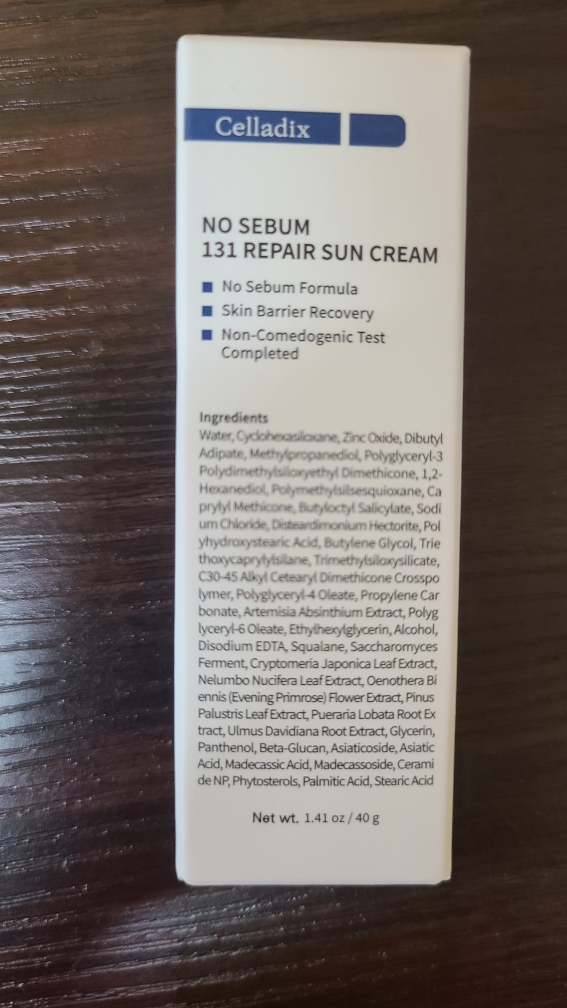 Celladix
NO SEBUM
131 REPAIR SUN CREAM
No Sebum Formula
Skin Barrier Recovery
Non-Comedogenic Test
Completed
Ingredients
Water, Cyclohexasiloxane, Zinc Oxide, Dibutyl
Adipate, Methylpropanediol, Polyglyceryl-3
Polydimethylsiloxyethyl Dimethicone, 1,2-
Hexanediol, Polymethylsilsesquioxane, Ca
prylyl Methicone, Butyloctyl Salicylate, Sodi
um Chloride, Disteardimonium Hectorite, Pol
yhydroxystearic Acid, Butylene Glycol, Trie
thoxycaprylylsilane, Trimethylsiloxysilicate,
C30-45 Alkyl Cetearyl Dimethicone Crosspo
lymer, Polyglyceryl-4 Oleate, Propylene Car
bonate, Artemisia Absinthium Extract, Polyg
lyceryl-6 Oleate, Ethylhexylglycerin, Alcohol,
Disodium EDTA, Squalane, Saccharomyces
Ferment, Cryptomeria Japonica Leaf Extract,
Nelumbo Nucifera Leaf Extract, Oenothera Bi
ennis (Evening Primrose) Flower Extract, Pinus
Palustris Leaf Extract, Pueraria Lobata Root Ex
tract, Ulmus Davidiana Root Extract, Glycerin,
Panthenol, Beta-Glucan, Asiaticoside, Asiatic
Acid, Madecassic Acid, Madecassoside, Cerami
de NP, Phytosterols, Palmitic Acid, Stearic Acid
Net wt. 1.41 oz / 40 g